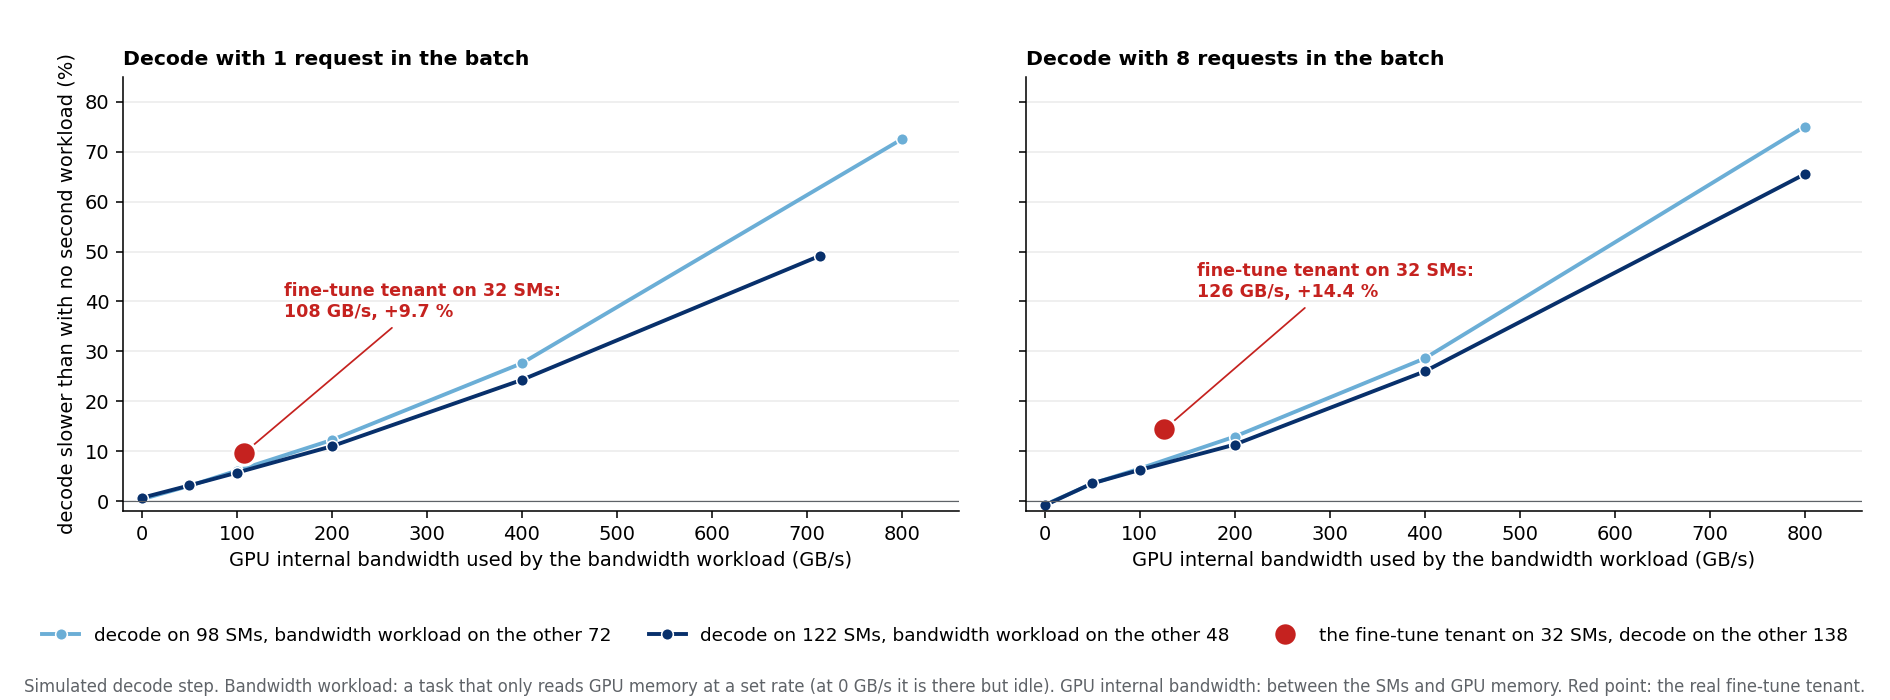 Decode with 1 request in the batch
decode slower than with no second workload (%)
80
70
60
50
40
30
20
10
0
fine-tune tenant on 32 SMs:
108 GB/s, +9.7 %
0 100 200 300 400 500 600 700 800
GPU internal bandwidth used by the bandwidth workload (GB/s)
Decode with 8 requests in the batch
fine-tune tenant on 32 SMs:
126 GB/s, +14.4 %
0 100 200 300 400 500 600 700 800
GPU internal bandwidth used by the bandwidth workload (GB/s)
decode on 98 SMs, bandwidth workload on the other 72
decode on 122 SMs, bandwidth workload on the other 48
the fine-tune tenant on 32 SMs, decode on the other 138
Simulated decode step. Bandwidth workload: a task that only reads GPU memory at a set rate (at 0 GB/s it is there but idle). GPU internal bandwidth: between the SMs and GPU memory. Red point: the real fine-tune tenant.